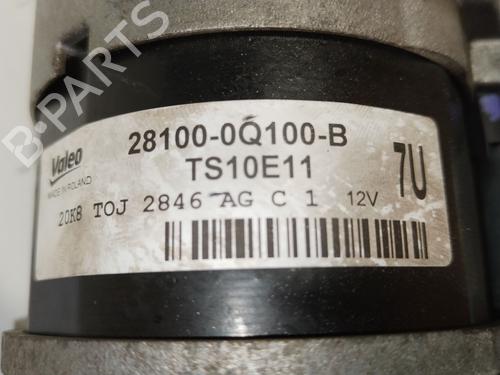 B-PARTS
Valeo
MADE IN POLAND
28100-0Q100-B
TS10E11
7U
20K8 TOJ 2846 AG C 1 12V